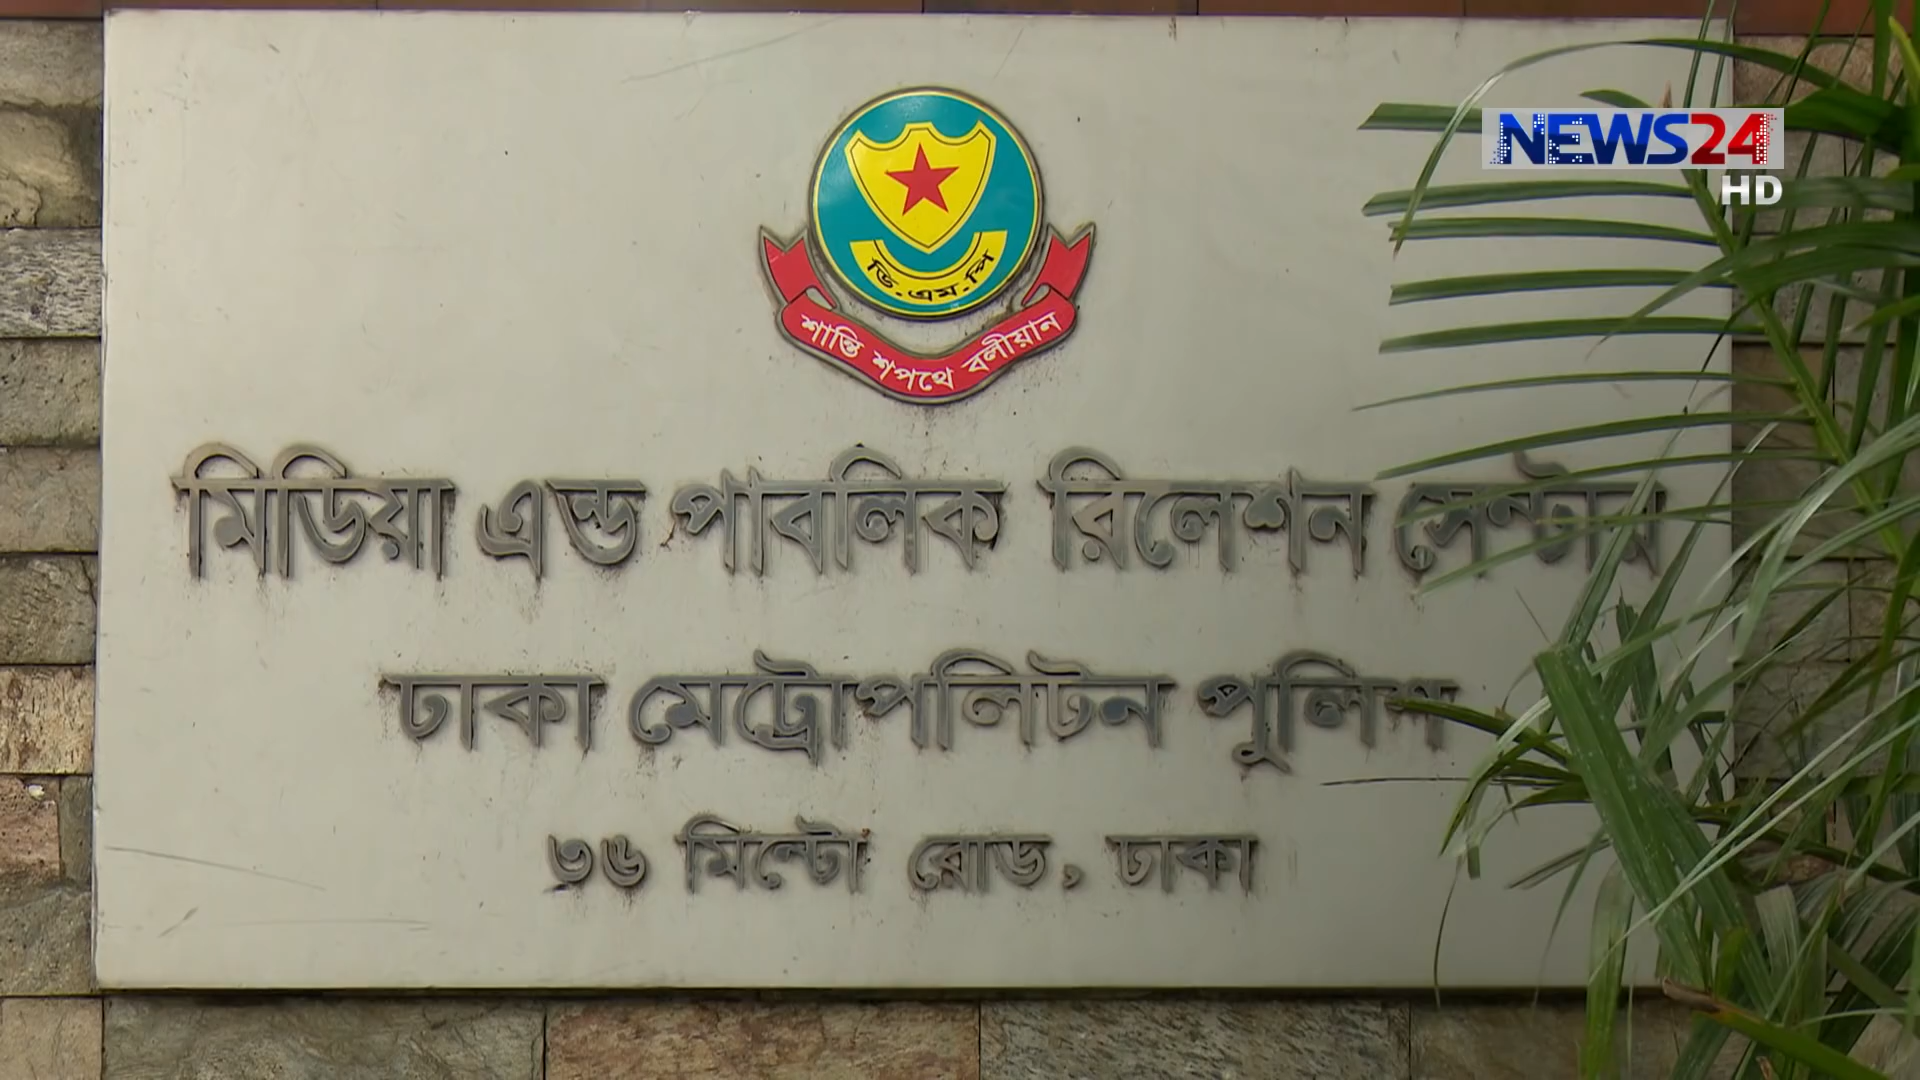 NEWS24
HD
ডি.এম.পি
শান্তি শপথে বলীয়ান
মিডিয়া এন্ড পাবলিক রিলেশন সেন্টার
ঢাকা মেট্রোপলিটন পুলিশ
৩৬ মিন্টো রোড, ঢাকা